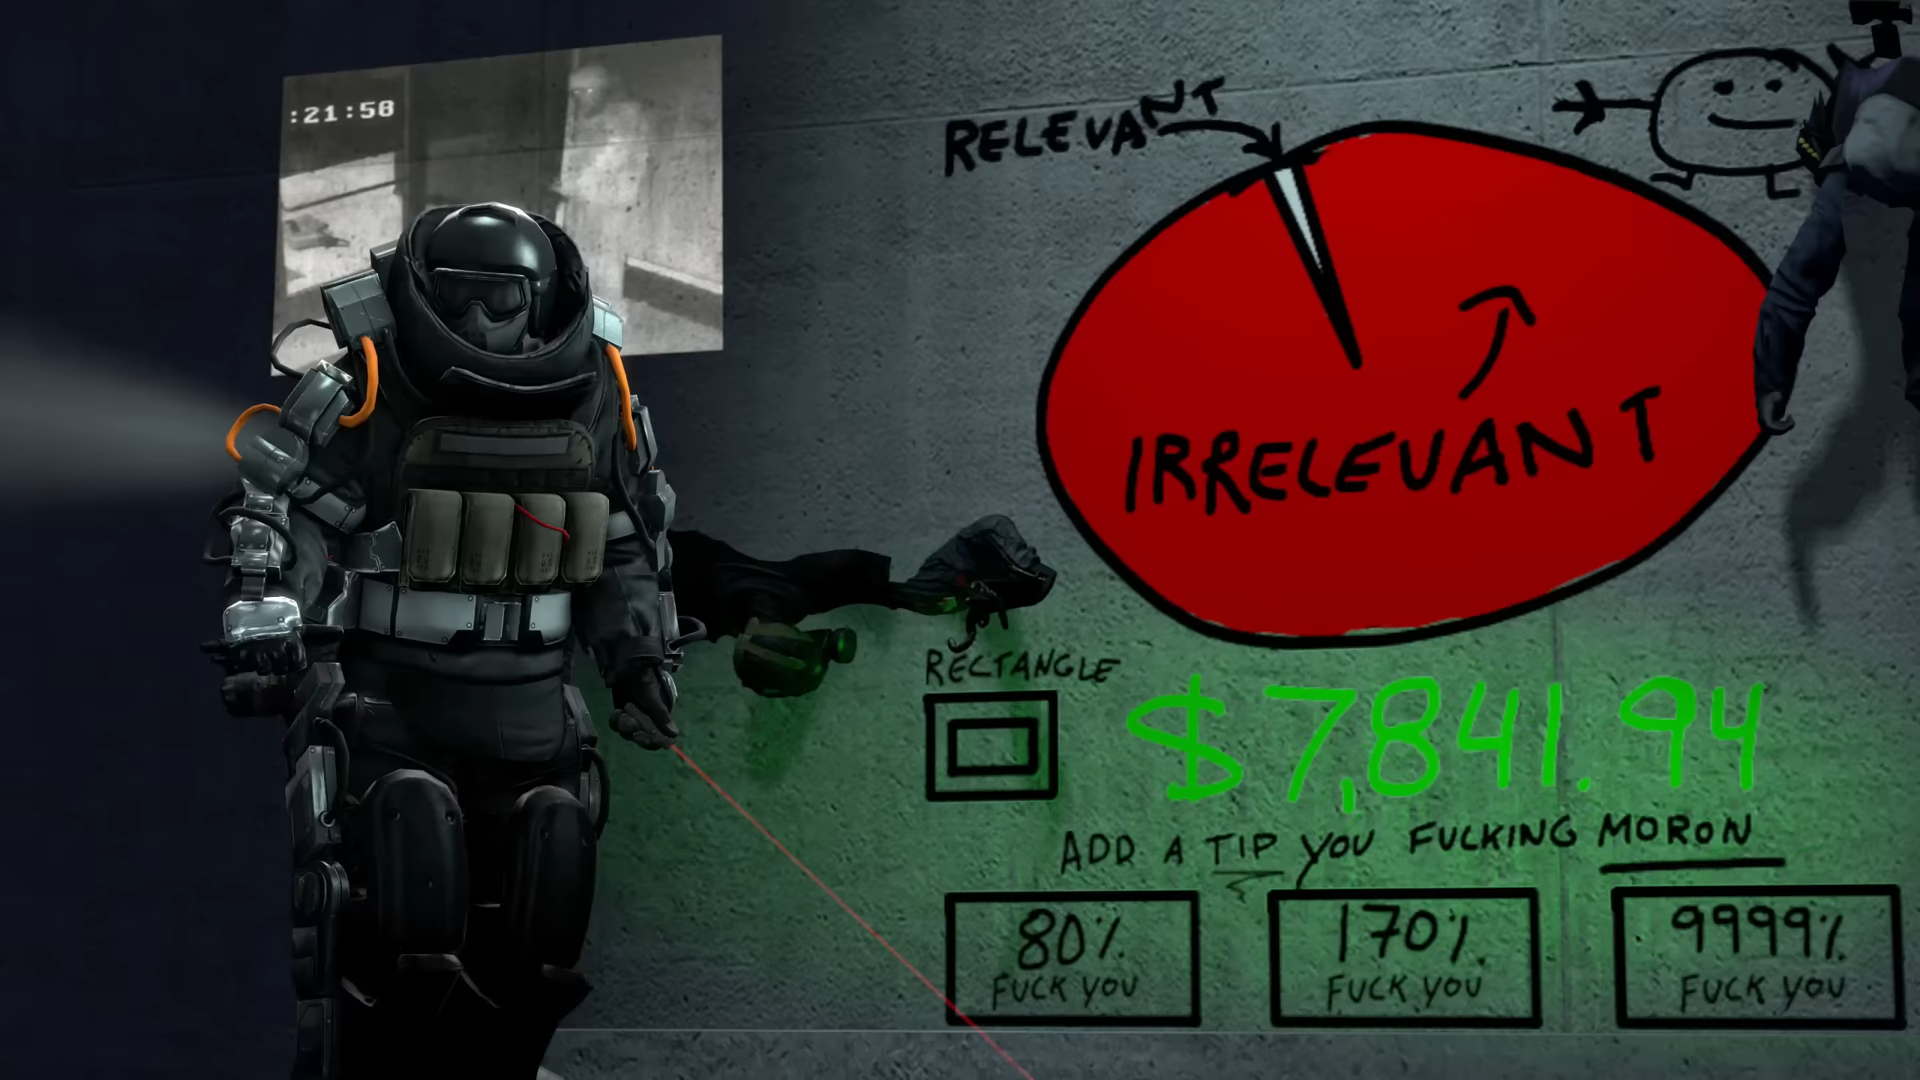 :21:58
RELEVANT
IRRELEVANT
RECTANGLE
$7,841.94
ADD A TIP YOU FUCKING MORON
80%
FUCK YOU
170%
FUCK YOU
9999%
FUCK YOU